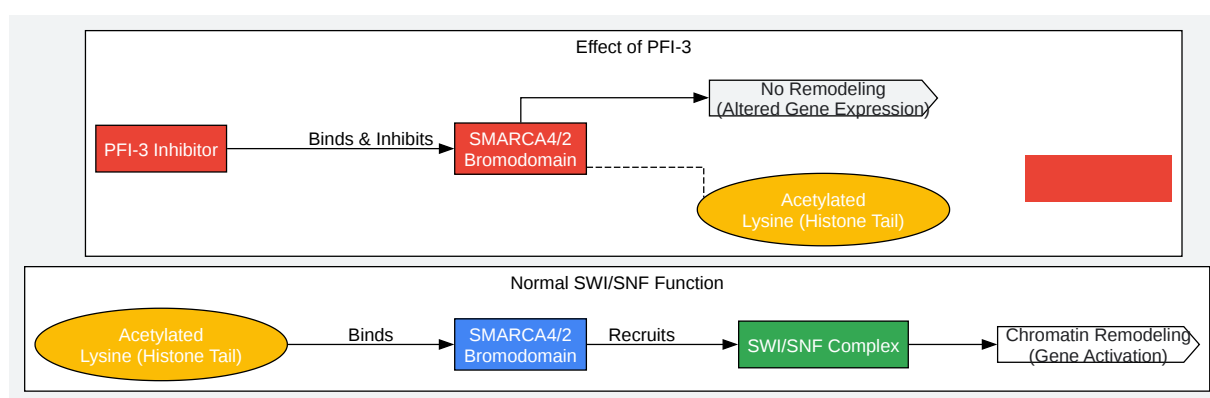 Effect of PFI-3
No Remodeling
(Altered Gene Expression)
PFI-3 Inhibitor
Binds & Inhibits
SMARCA4/2
Bromodomain
Acetylated
Lysine (Histone Tail)
Normal SWI/SNF Function
Acetylated
Lysine (Histone Tail)
Binds
SMARCA4/2
Bromodomain
Recruits
SWI/SNF Complex
Chromatin Remodeling
(Gene Activation)